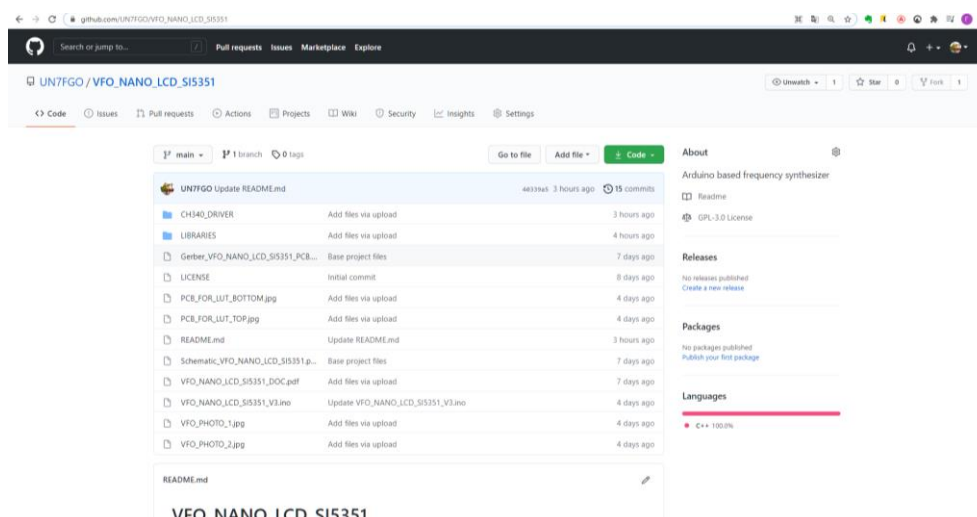 github.com/UN7FGO/VFO_NANO_LCD_SI5351
Search or jump to... /
Pull requests Issues Marketplace Explore
UN7FGO / VFO_NANO_LCD_SI5351
Unwatch 1 Star 0 Fork 1
Code Issues Pull requests Actions Projects Wiki Security Insights Settings
main 1 branch 0 tags Go to file Add file Code
UN7FGO Update README.md 3 hours ago 15 commits
CH340_DRIVER Add files via upload 3 hours ago
LIBRARIES Add files via upload 4 hours ago
Gerber_VFO_NANO_LCD_SI5351_PCB.... Base project files 7 days ago
LICENSE Initial commit 8 days ago
PCB_FOR_LUT_BOTTOM.jpg Add files via upload 4 days ago
PCB_FOR_LUT_TOP.jpg Add files via upload 4 days ago
README.md Update README.md 3 hours ago
Schematic_VFO_NANO_LCD_SI5351.p... Base project files 7 days ago
VFO_NANO_LCD_SI5351_DOC.pdf Add files via upload 7 days ago
VFO_NANO_LCD_SI5351_V3.ino Update VFO_NANO_LCD_SI5351_V3.ino 4 days ago
VFO_PHOTO_1.jpg Add files via upload 4 days ago
VFO_PHOTO_2.jpg Add files via upload 4 days ago
README.md
VFO NANO LCD SI5351
About
Arduino based frequency synthesizer
Readme
GPL-3.0 License
Releases
No releases published
Create a new release
Packages
No packages published
Publish your first package
Languages
C++ 100.0%